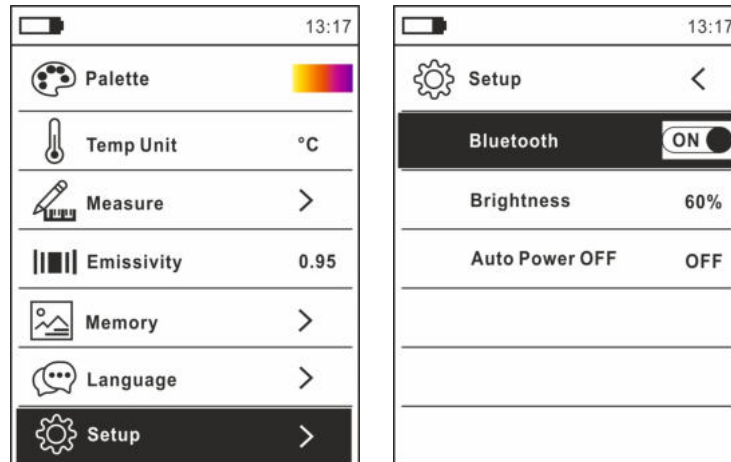 13:17
Palette
Temp Unit °C
Measure >
Emissivity 0.95
Memory >
Language >
Setup >
13:17
Setup <
Bluetooth ON
Brightness 60%
Auto Power OFF OFF